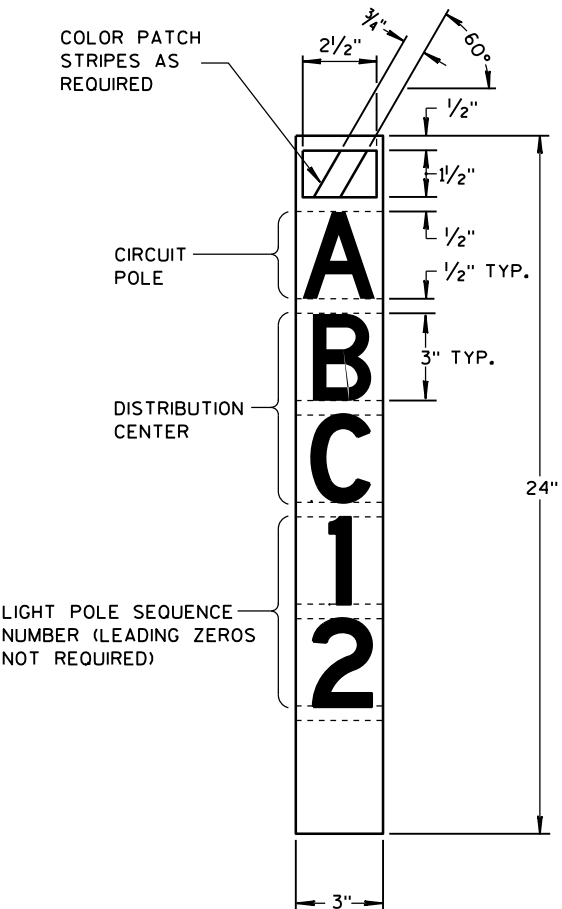 COLOR PATCH
STRIPES AS
REQUIRED
2½"
¾"
60°
½"
1½"
½"
½" TYP.
CIRCUIT
POLE
A
3" TYP.
B
DISTRIBUTION
CENTER
C
24"
1
LIGHT POLE SEQUENCE
NUMBER (LEADING ZEROS
NOT REQUIRED)
2
3"